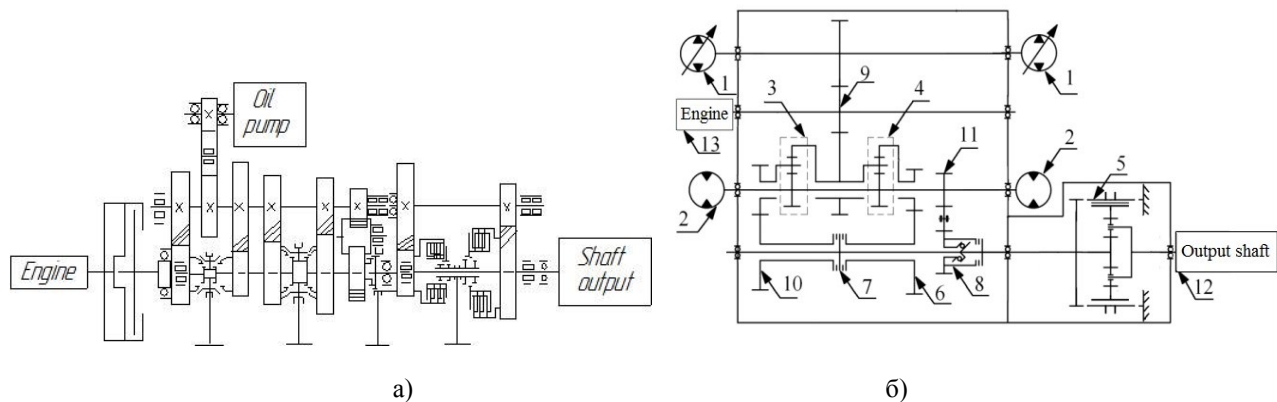 Oil
pump
Engine
Shaft
output
а)
1
1
3
9
4
Engine
13
11
2
2
5
Output shaft
12
10
7
6
8
б)